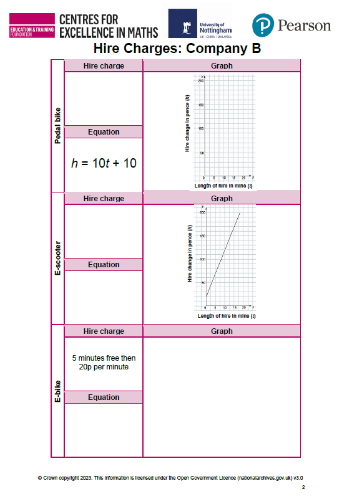 EDUCATION & TRAINING
FOUNDATION
CENTRES FOR
EXCELLENCE IN MATHS
University of
Nottingham
UK | CHINA | MALAYSIA
Pearson
Hire Charges: Company B
Pedal bike
Hire charge
Graph
Equation
h = 10t + 10
Hire change in pence (h)
Length of hire in mins (t)
E-scooter
Hire charge
Graph
Equation
Hire change in pence (h)
Length of hire in mins (t)
E-bike
Hire charge
Graph
5 minutes free then
20p per minute
Equation
© Crown copyright 2023. This information is licensed under the Open Government Licence (nationalarchives.gov.uk) v3.0
2